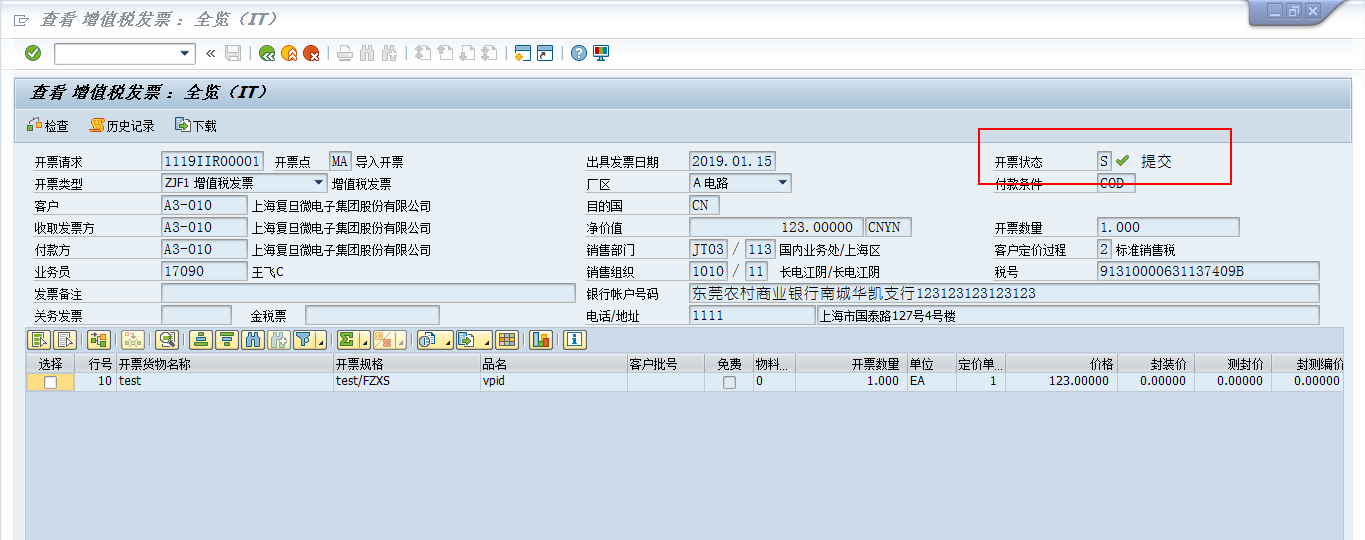 查看 增值税发票：全览（IT）
查看 增值税发票：全览（IT）
检查 历史记录 下载
开票请求 1119IIR00001 开票点 MA 导入开票 出具发票日期 2019.01.15 开票状态 S 提交
开票类型 ZJF1 增值税发票 增值税发票 厂区 A 电路 付款条件 COD
客户 A3-010 上海复旦微电子集团股份有限公司 目的国 CN
收取发票方 A3-010 上海复旦微电子集团股份有限公司 净价值 123.00000 CNYN 开票数量 1.000
付款方 A3-010 上海复旦微电子集团股份有限公司 销售部门 JT03 / 113 国内业务处/上海区 客户定价过程 2 标准销售税
业务员 17090 王飞C 销售组织 1010 / 11 长电江阴/长电江阴 税号 91310000631137409B
发票备注 银行帐户号码 东莞农村商业银行南城华凯支行123123123123123
关务发票 金税票 电话/地址 1111 上海市国泰路127号4号楼
选择 行号 开票货物名称 开票规格 品名 客户批号 免费 物料... 开票数量 单位 定价单... 价格 封装价 测封价 封测编价
10 test test/FZXS vpid 0 1.000 EA 1 123.00000 0.00000 0.00000 0.00000